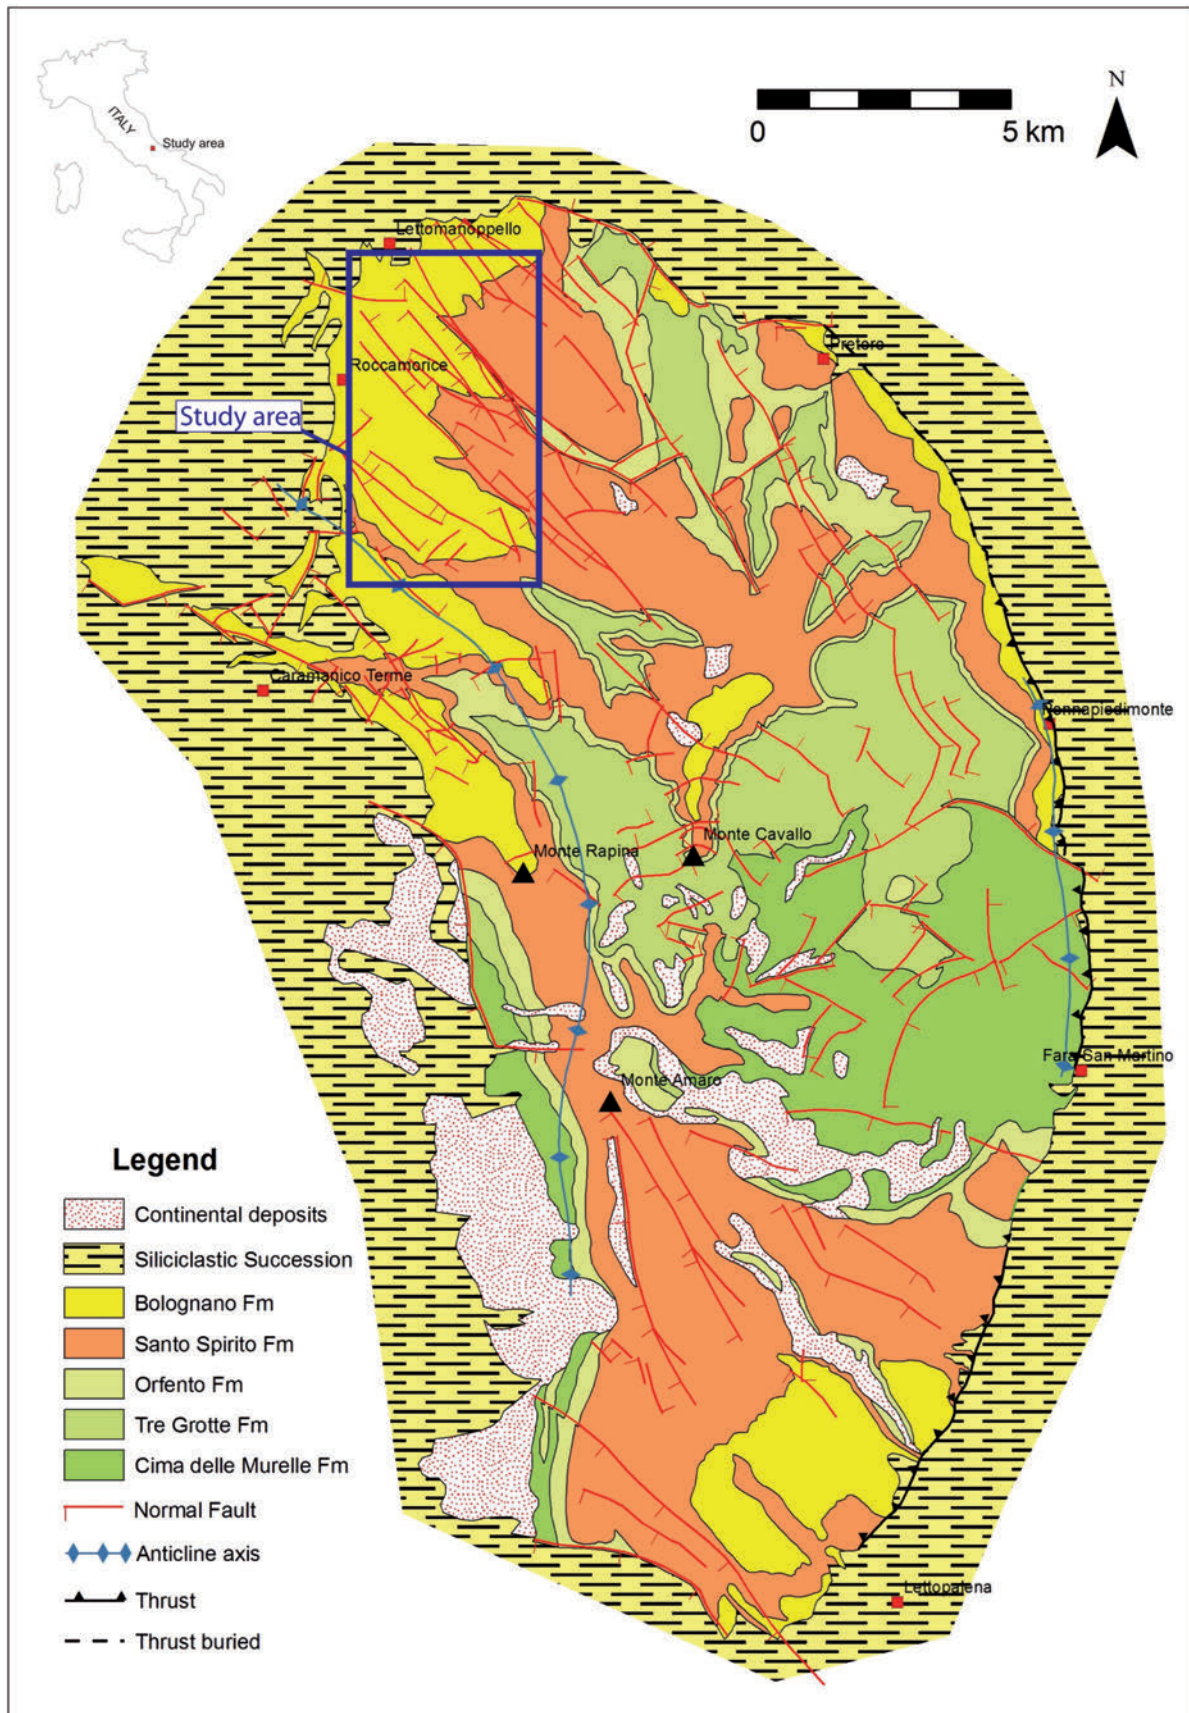 ITALY
Study area
0
5 km
N
Lettomanoppello
Pretoro
Roccamorice
Study area
Caramanico Terme
Pennapiedimonte
Monte Cavallo
Monte Rapina
Fara San Martino
Monte Amaro
Legend
Continental deposits
Siliciclastic Succession
Bolognano Fm
Santo Spirito Fm
Orfento Fm
Tre Grotte Fm
Cima delle Murelle Fm
Normal Fault
Anticline axis
Thrust
Thrust buried
Lettopalena